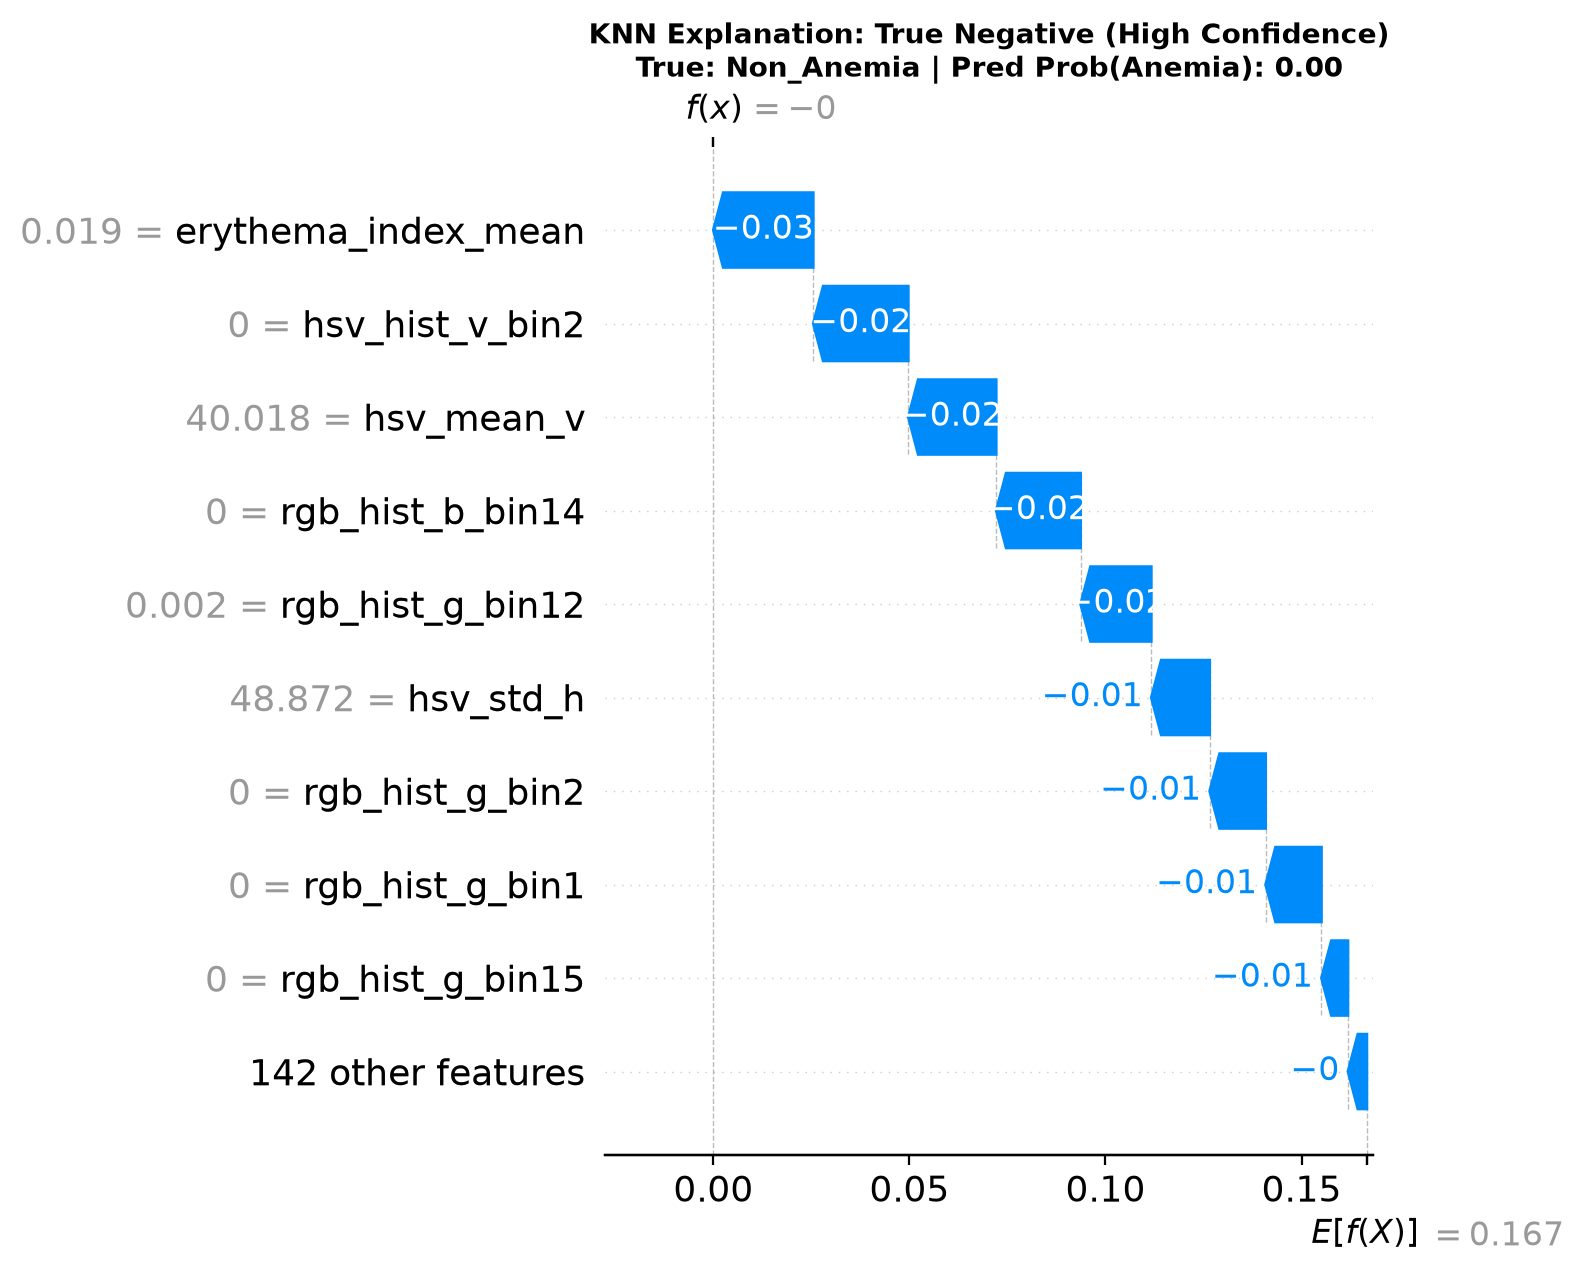 KNN Explanation: True Negative (High Confidence)
True: Non_Anemia | Pred Prob(Anemia): 0.00
f(x) = −0
0.019 = erythema_index_mean −0.03
0 = hsv_hist_v_bin2 −0.02
40.018 = hsv_mean_v −0.02
0 = rgb_hist_b_bin14 −0.02
0.002 = rgb_hist_g_bin12 −0.02
48.872 = hsv_std_h −0.01
0 = rgb_hist_g_bin2 −0.01
0 = rgb_hist_g_bin1 −0.01
0 = rgb_hist_g_bin15 −0.01
142 other features −0
0.00 0.05 0.10 0.15
E[f(X)] = 0.167